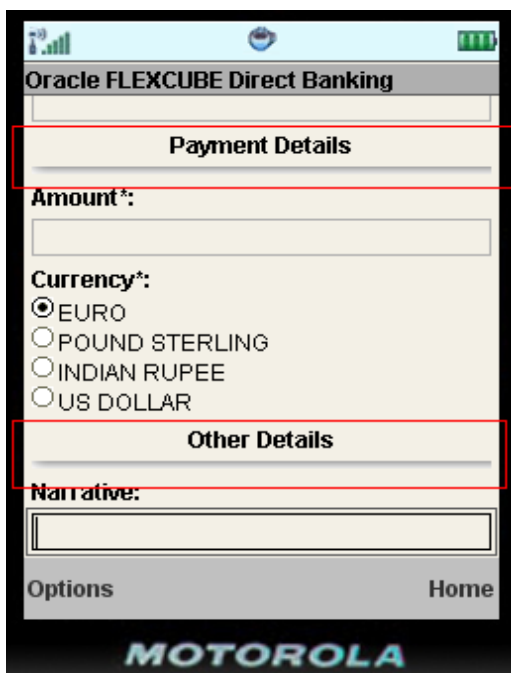 Oracle FLEXCUBE Direct Banking
Payment Details
Amount*:
Currency*:
EURO
POUND STERLING
INDIAN RUPEE
US DOLLAR
Other Details
Narrative:
Options Home
MOTOROLA